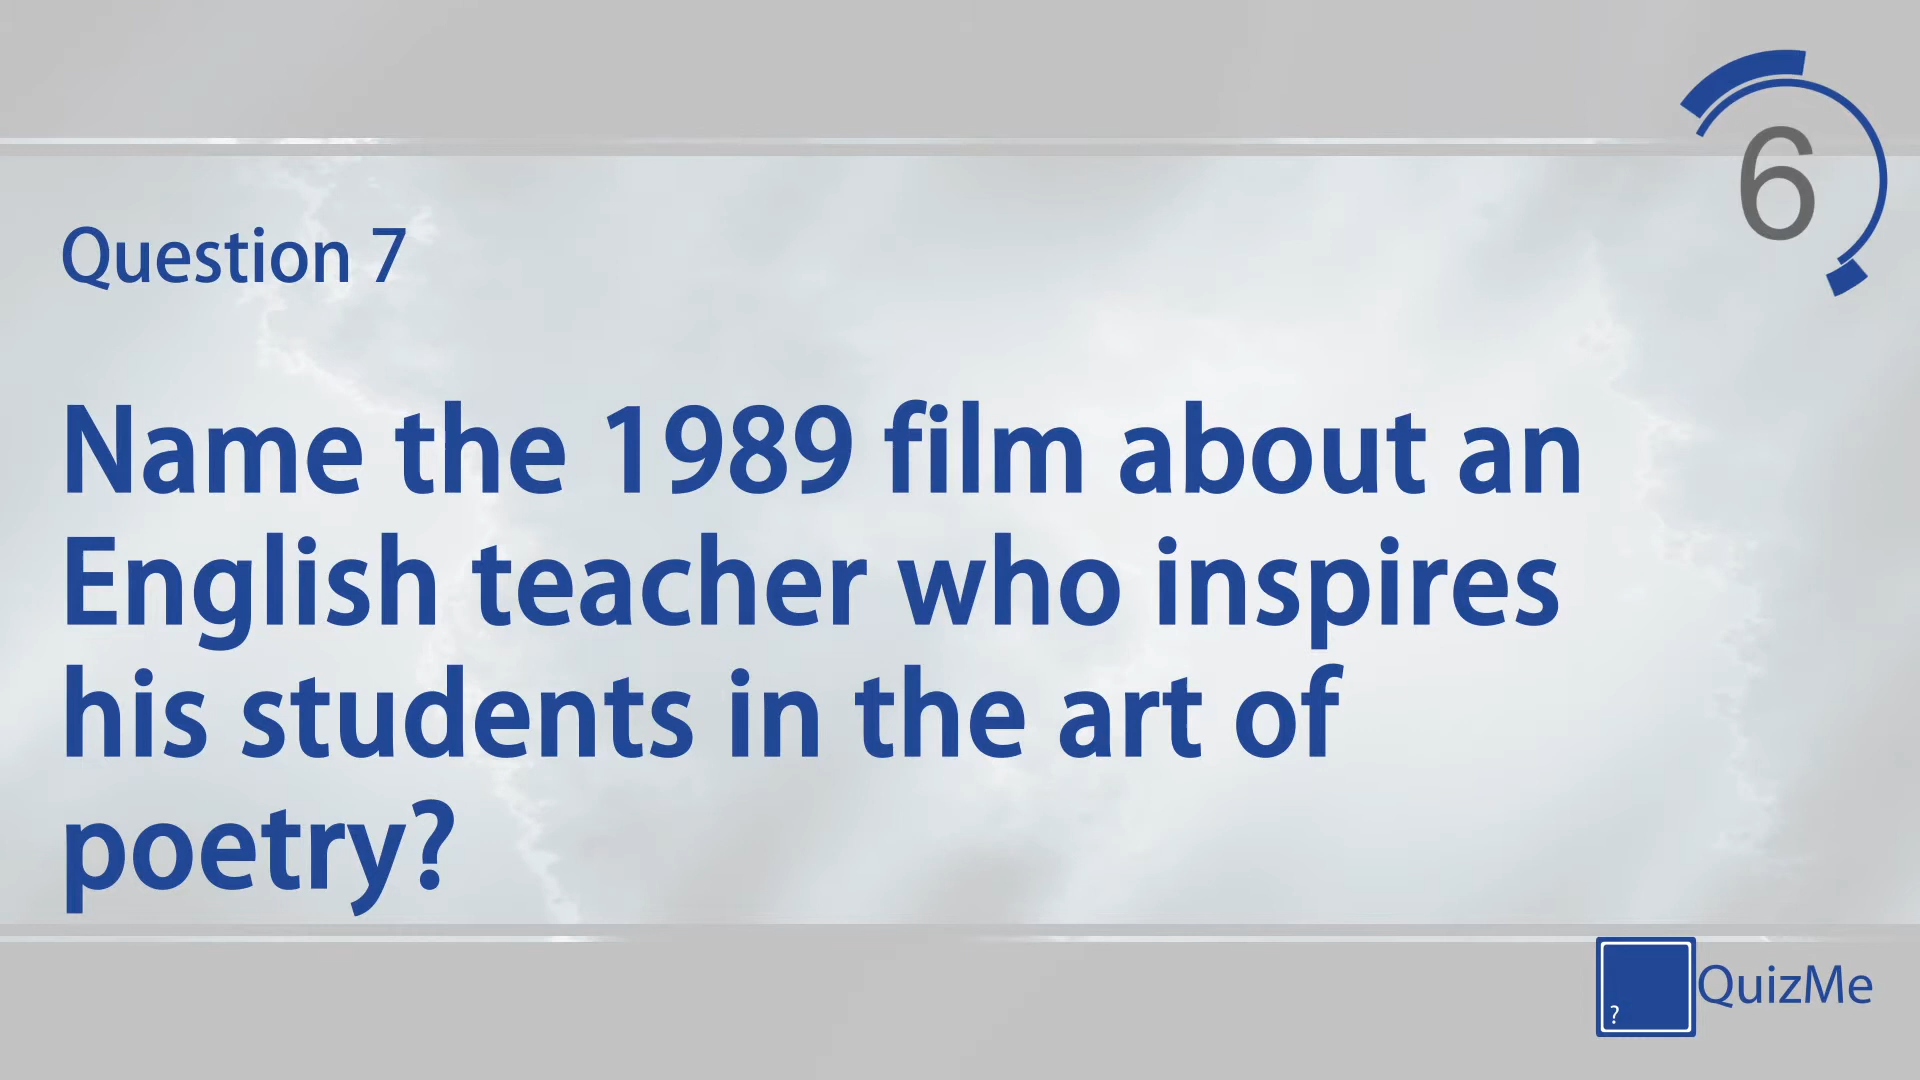 6
Question 7
Name the 1989 film about an
English teacher who inspires
his students in the art of
poetry?
?
QuizMe